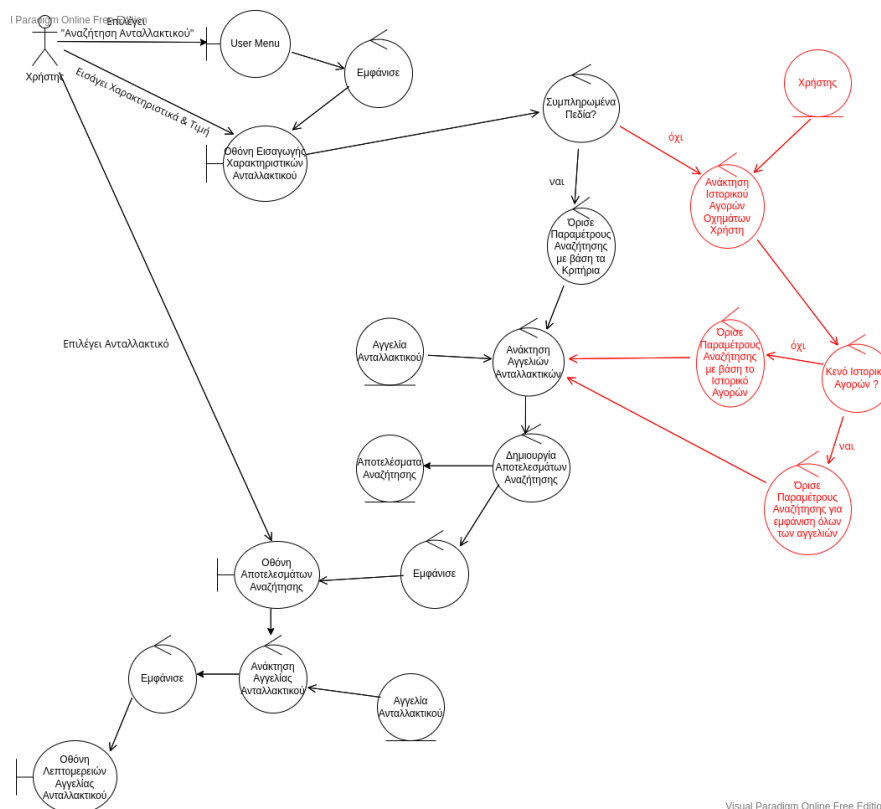 l Paradigm Online Free Edition
Επιλέγει
"Αναζήτηση Ανταλλακτικού"
User Menu
Χρήστης
Εμφάνισε
Εισάγει Χαρακτηριστικά & Τιμή
Συμπληρωμένα
Πεδία?
Χρήστης
όχι
Οθόνη Εισαγωγής
Χαρακτηριστικών
Ανταλλακτικού
ναι
Ανάκτηση
Ιστορικού
Αγορών
Οχημάτων
Χρήστη
Όρισε
Παραμέτρους
Αναζήτησης
με βάση τα
Κριτήρια
Επιλέγει Ανταλλακτικό
Αγγελία
Ανταλλακτικού
Ανάκτηση
Αγγελιών
Ανταλλακτικών
Όρισε
Παραμέτρους
Αναζήτησης
με βάση το
Ιστορικό
Αγορών
όχι
Κενό Ιστορικ
Αγορών ?
ναι
Αποτελέσματα
Αναζήτησης
Δημιουργία
Αποτελεσμάτων
Αναζήτησης
Όρισε
Παραμέτρους
Αναζήτησης για
εμφάνιση όλων
των αγγελιών
Οθόνη
Αποτελεσμάτων
Αναζήτησης
Εμφάνισε
Εμφάνισε
Ανάκτηση
Αγγελίας
Ανταλλακτικού
Αγγελία
Ανταλλακτικού
Οθόνη
Λεπτομερειών
Αγγελίας
Ανταλλακτικού
Visual Paradigm Online Free Editio